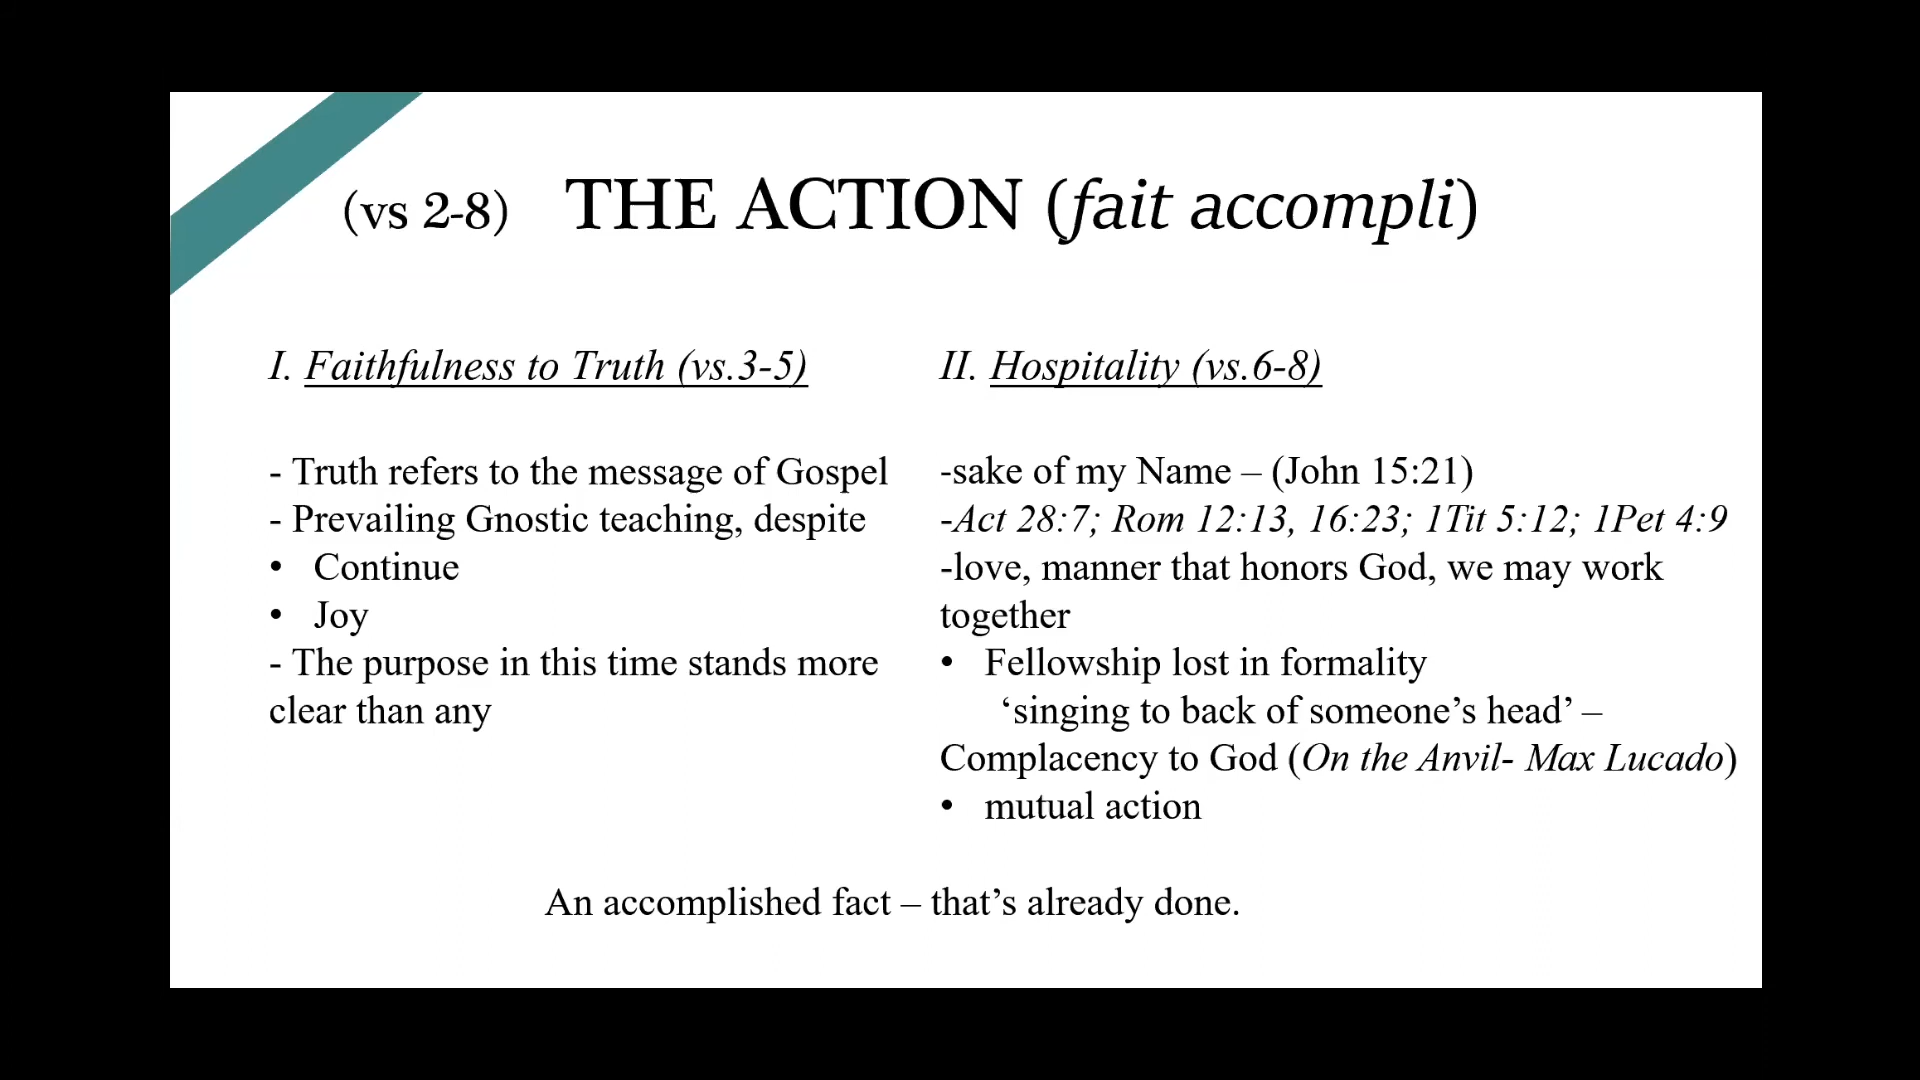 (vs 2-8) THE ACTION (fait accompli)
I. Faithfulness to Truth (vs.3-5)
- Truth refers to the message of Gospel
- Prevailing Gnostic teaching, despite
• Continue
• Joy
- The purpose in this time stands more
clear than any
II. Hospitality (vs.6-8)
-sake of my Name – (John 15:21)
-Act 28:7; Rom 12:13, 16:23; 1Tit 5:12; 1Pet 4:9
-love, manner that honors God, we may work
together
• Fellowship lost in formality
‘singing to back of someone’s head’ –
Complacency to God (On the Anvil- Max Lucado)
• mutual action
An accomplished fact – that’s already done.